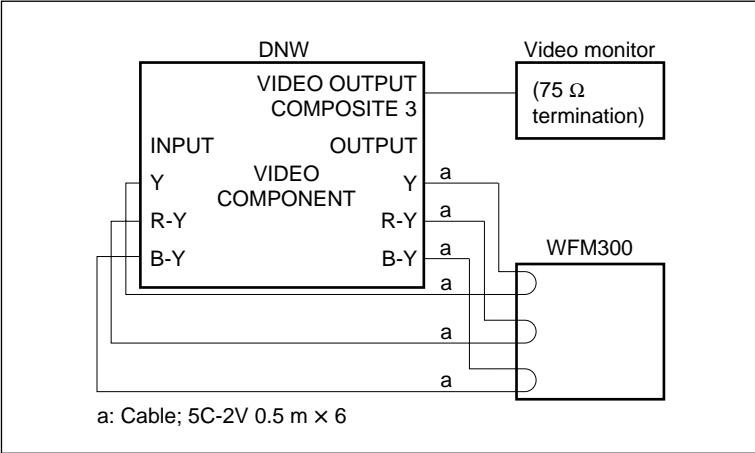 DNW
Video monitor
VIDEO OUTPUT
COMPOSITE 3
(75 Ω
termination)
INPUT
OUTPUT
VIDEO
COMPONENT
Y
Y
a
R-Y
R-Y
a
B-Y
B-Y
a
WFM300
a
a
a
a: Cable; 5C-2V 0.5 m × 6